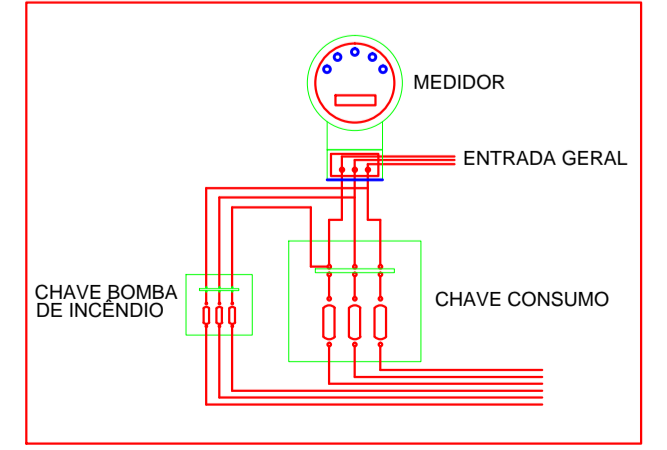 MEDIDOR
ENTRADA GERAL
CHAVE BOMBA
DE INCÊNDIO
CHAVE CONSUMO